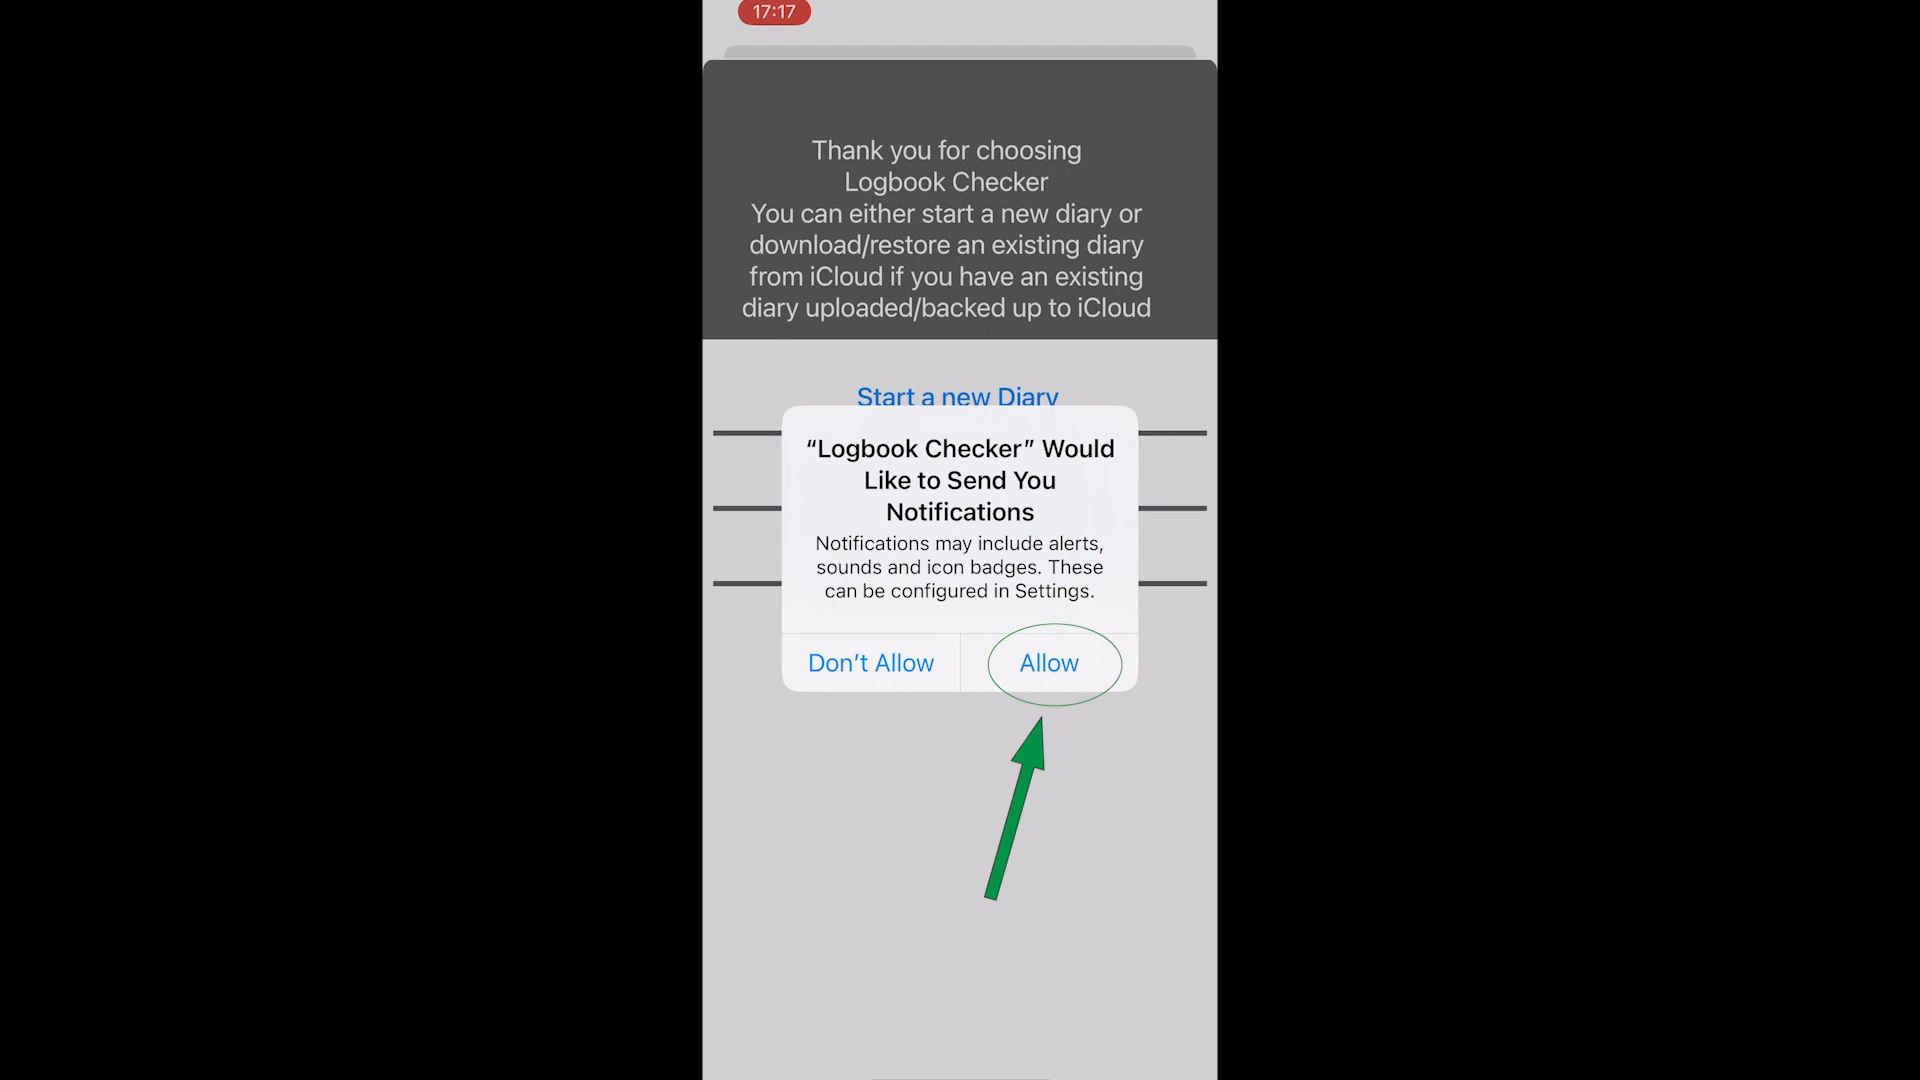 17:17
Thank you for choosing
Logbook Checker
You can either start a new diary or
download/restore an existing diary
from iCloud if you have an existing
diary uploaded/backed up to iCloud
Start a new Diary
“Logbook Checker” Would
Like to Send You
Notifications
Notifications may include alerts,
sounds and icon badges. These
can be configured in Settings.
Don’t Allow
Allow